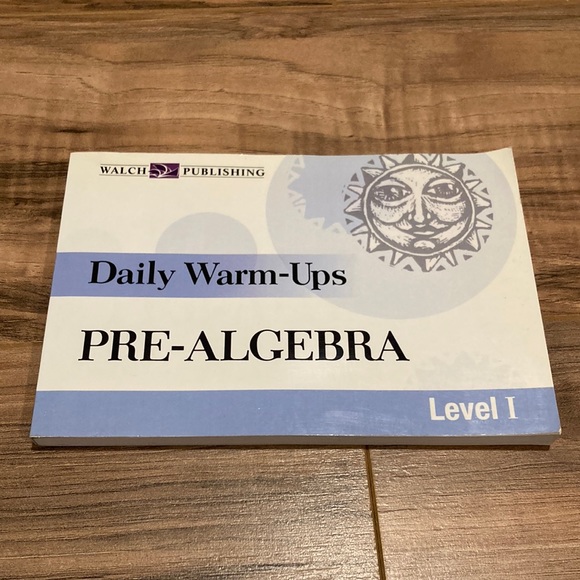 WALCH PUBLISHING
Daily Warm-Ups
PRE-ALGEBRA
Level I